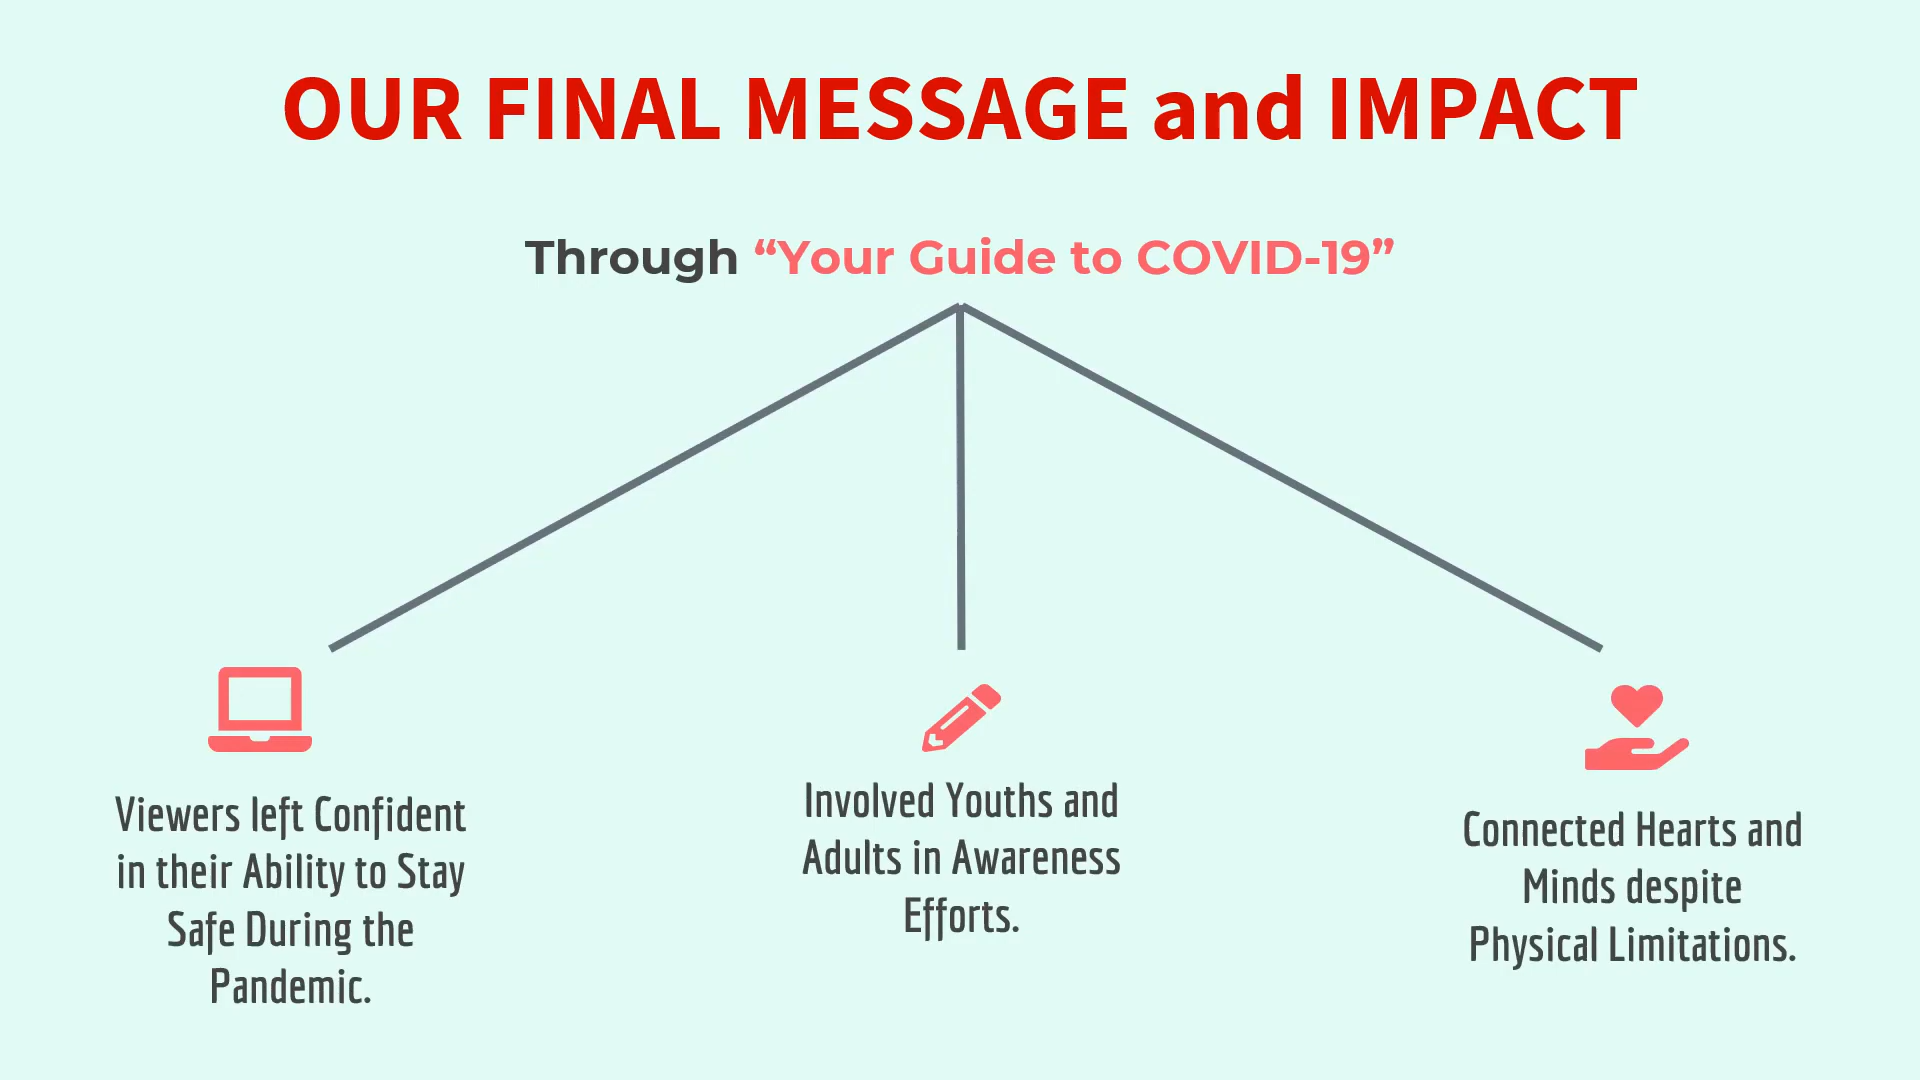 OUR FINAL MESSAGE and IMPACT
Through “Your Guide to COVID-19”
Viewers left Confident
in their Ability to Stay
Safe During the
Pandemic.
Involved Youths and
Adults in Awareness
Efforts.
Connected Hearts and
Minds despite
Physical Limitations.